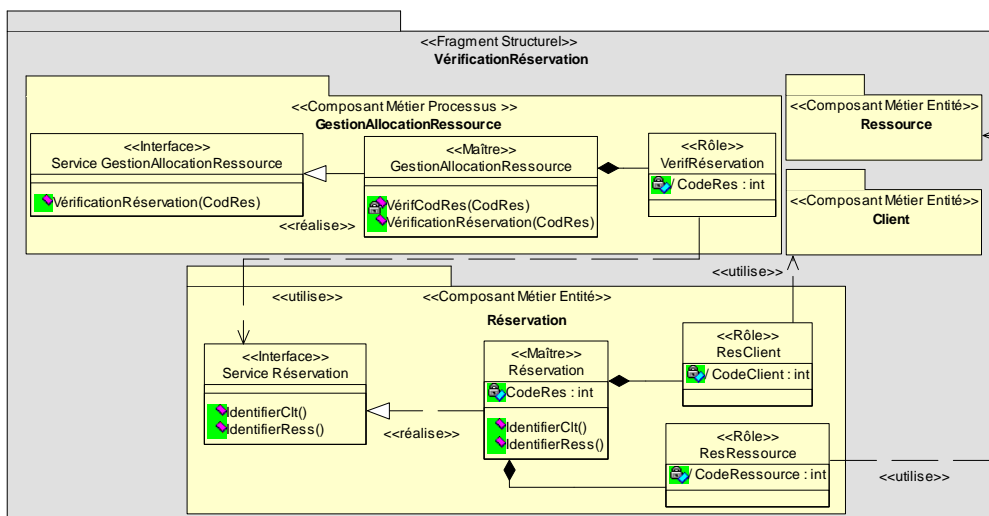 <<Fragment Structurel>>
VérificationRéservation
<<Composant Métier Processus >>
GestionAllocationRessource
<<Interface>>
Service GestionAllocationRessource
VérificationRéservation(CodRes)
<<réalise>>
<<Maître>>
GestionAllocationRessource
VérifCodRes(CodRes)
VérificationRéservation(CodRes)
<<Rôle>>
VerifRéservation
/ CodeRes : int
<<Composant Métier Entité>>
Ressource
<<Composant Métier Entité>>
Client
<<utilise>>
<<utilise>>
<<Composant Métier Entité>>
Réservation
<<Interface>>
Service Réservation
IdentifierClt()
IdentifierRess()
<<réalise>>
<<Maître>>
Réservation
CodeRes : int
IdentifierClt()
IdentifierRess()
<<Rôle>>
ResClient
/ CodeClient : int
<<Rôle>>
ResRessource
/ CodeRessource : int
<<utilise>>